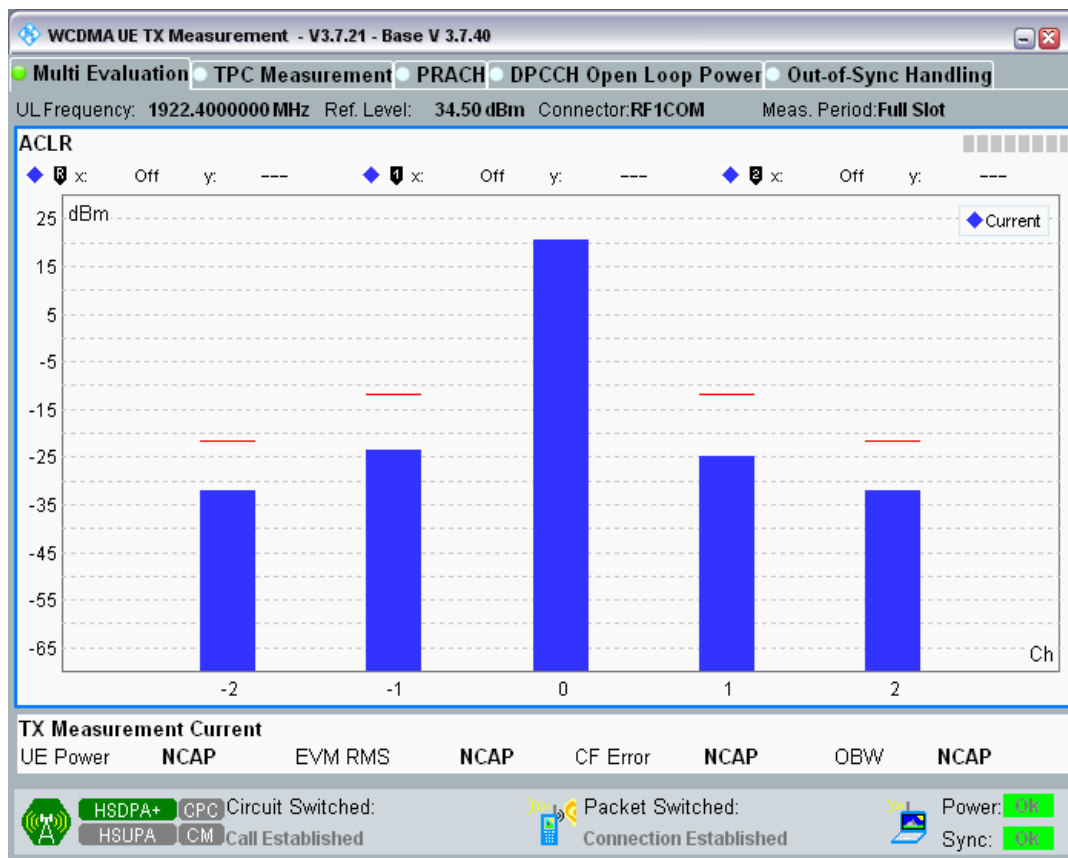 WCDMA UE TX Measurement - V3.7.21 - Base V 3.7.40
Multi Evaluation TPC Measurement PRACH DPCCH Open Loop Power Out-of-Sync Handling
UL Frequency: 1922.4000000 MHz Ref. Level: 34.50 dBm Connector:RF1COM Meas. Period:Full Slot
ACLR
R x: Off y: --- 1 x: Off y: --- 2 x: Off y: ---
dBm
Current
25
15
5
-5
-15
-25
-35
-45
-55
-65
Ch
-2 -1 0 1 2
TX Measurement Current
UE Power NCAP EVM RMS NCAP CF Error NCAP OBW NCAP
HSDPA+ CPC Circuit Switched: Packet Switched: Power: OK
HSUPA CM Call Established Connection Established Sync: OK